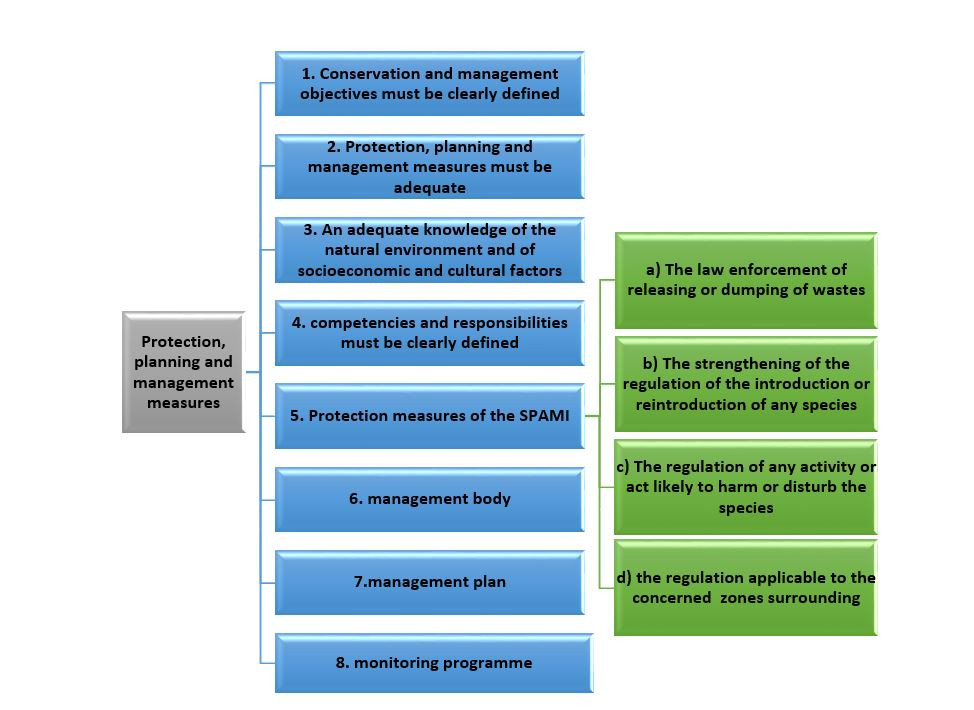 Protection,
planning and
management
measures
1. Conservation and management
objectives must be clearly defined
2. Protection, planning and
management measures must be
adequate
3. An adequate knowledge of the
natural environment and of
socioeconomic and cultural factors
4. competencies and responsibilities
must be clearly defined
5. Protection measures of the SPAMI
a) The law enforcement of
releasing or dumping of wastes
b) The strengthening of the
regulation of the introduction or
reintroduction of any species
c) The regulation of any activity or
act likely to harm or disturb the
species
d) the regulation applicable to the
concerned  zones surrounding
6. management body
7.management plan
8. monitoring programme